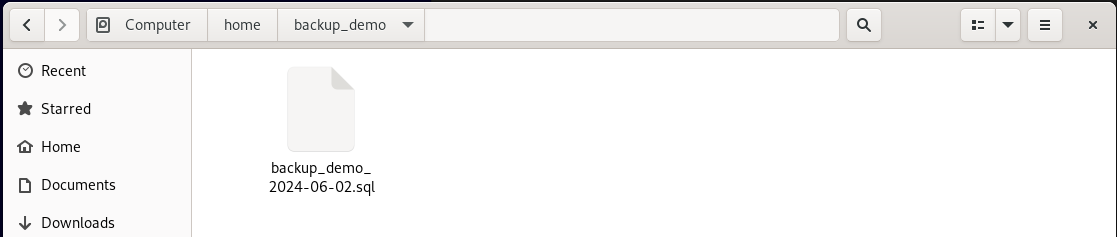 Computer home backup_demo
Recent
Starred
Home
Documents
Downloads
backup_demo_
2024-06-02.sql